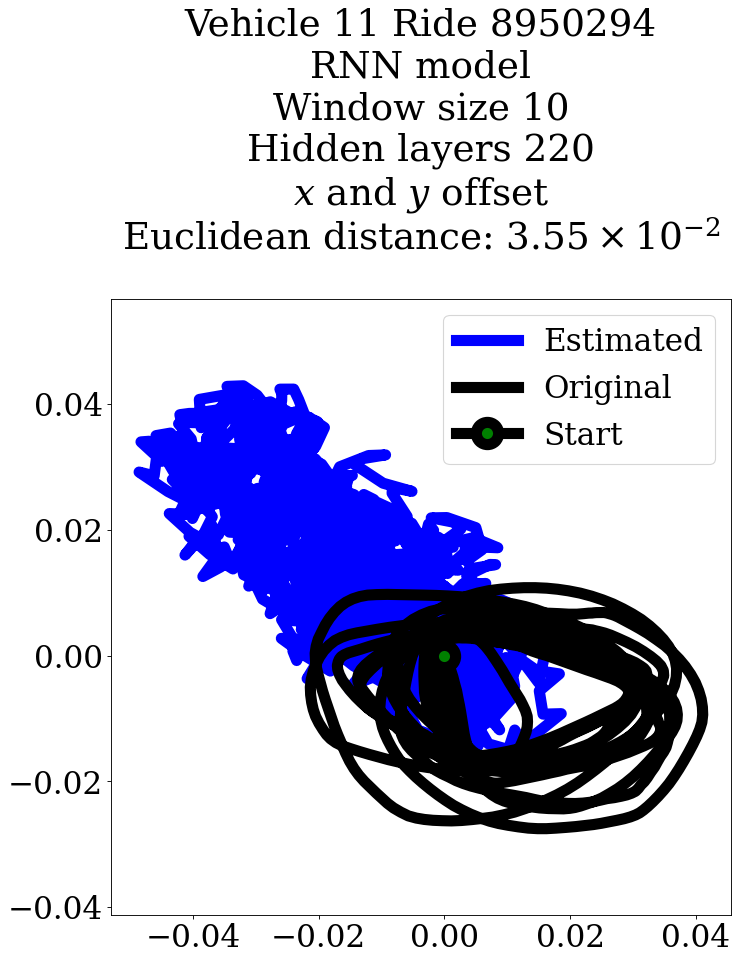 Vehicle 11 Ride 8950294
RNN model
Window size 10
Hidden layers 220
x and y offset
Euclidean distance: 3.55 × 10⁻²
Estimated
Original
Start
0.04
0.02
0.00
−0.02
−0.04
−0.04 −0.02 0.00 0.02 0.04